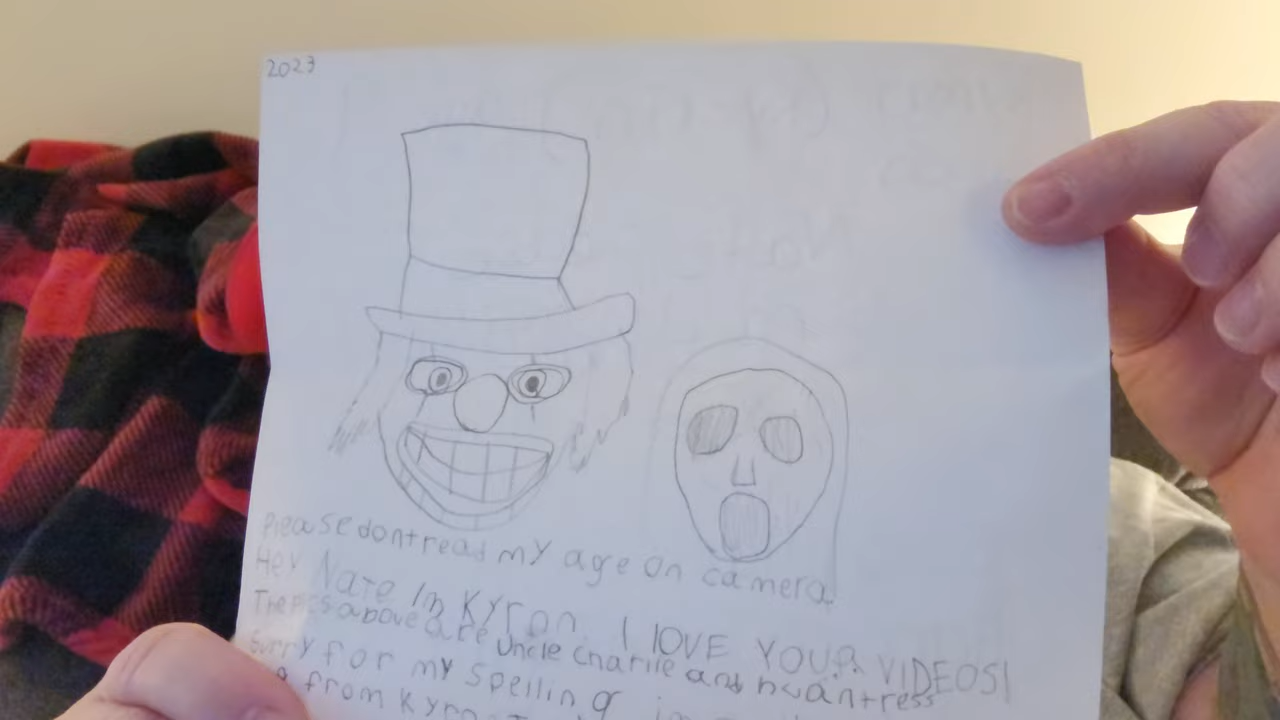 2023
Please dont read my age on camera
Hey Nate Im Kyron I LOVE YOUR VIDEOS!
The pics above are Uncle Charlie and huantress
Surry for my spelling
from Kyron